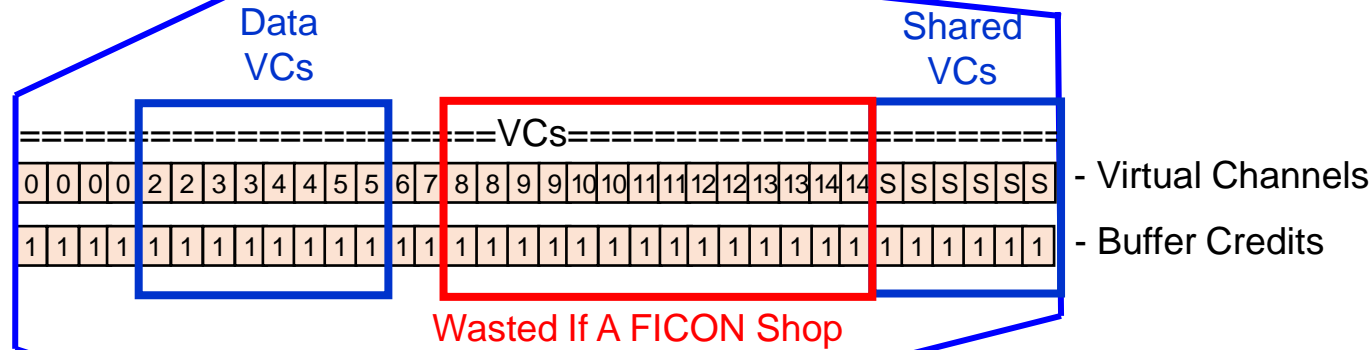 Data
VCs
Shared
VCs
===========================VCs============================
0 0 0 0 2 2 3 3 4 4 5 5 6 7 8 8 9 9 10 10 11 11 12 12 13 13 14 14 S S S S S S - Virtual Channels
1 1 1 1 1 1 1 1 1 1 1 1 1 1 1 1 1 1 1 1 1 1 1 1 1 1 1 1 1 1 1 1 1 1 - Buffer Credits
Wasted If A FICON Shop